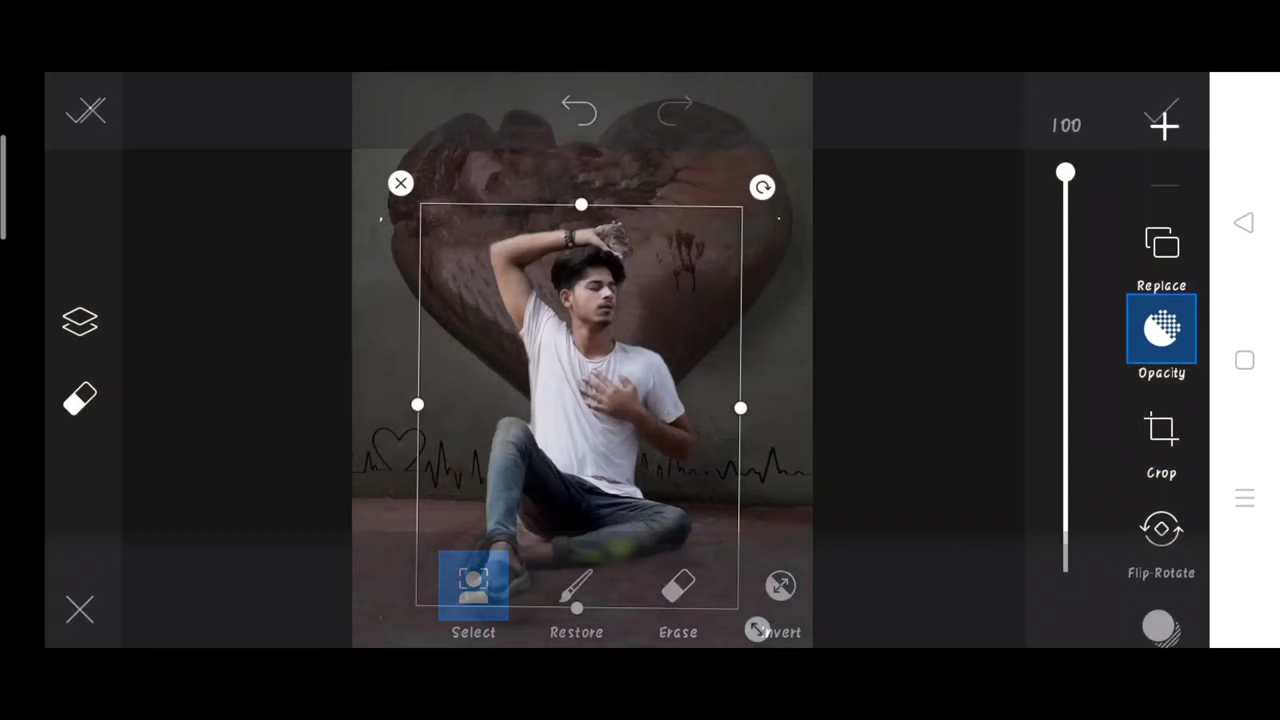 100
Replace
Opacity
Crop
Flip-Rotate
Select
Restore
Erase
Invert